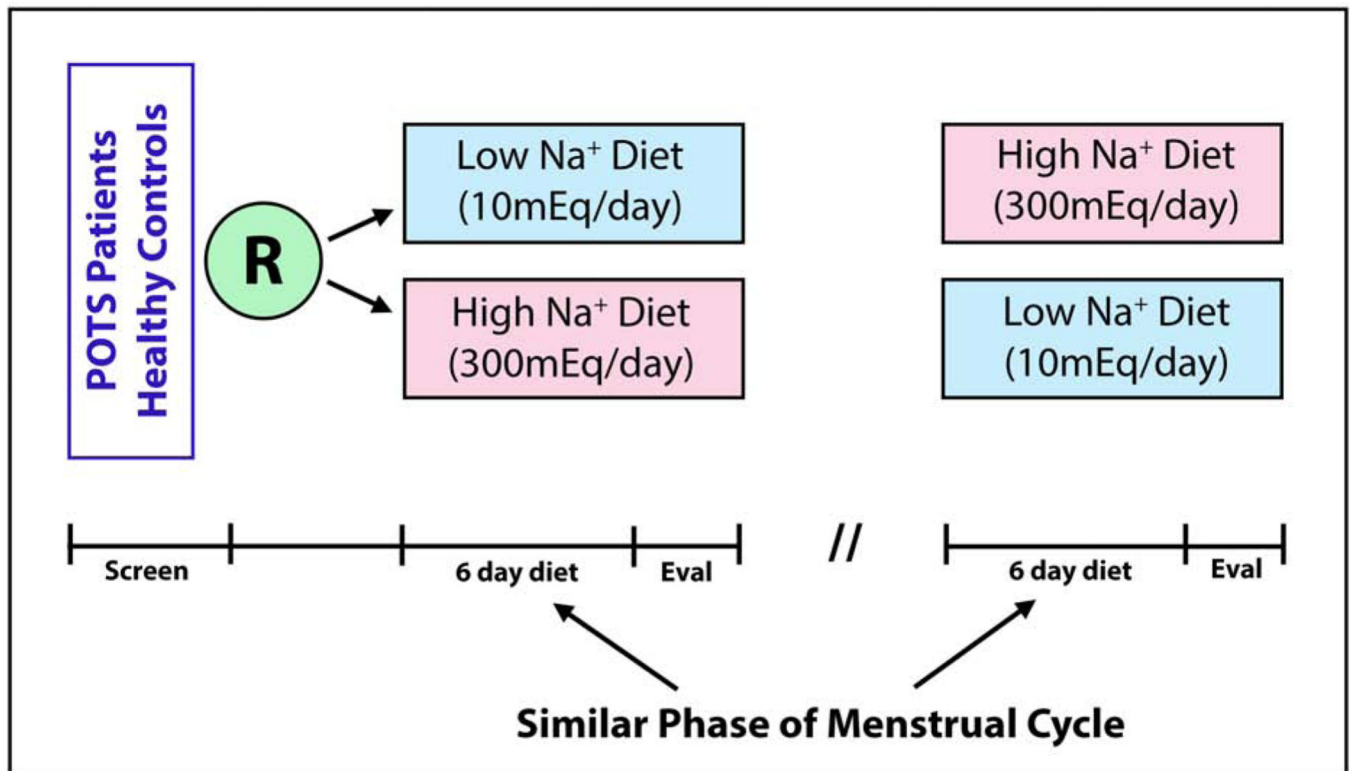 POTS Patients
Healthy Controls
R
Low Na⁺ Diet
(10mEq/day)
High Na⁺ Diet
(300mEq/day)
High Na⁺ Diet
(300mEq/day)
Low Na⁺ Diet
(10mEq/day)
Screen
6 day diet
Eval
//
6 day diet
Eval
Similar Phase of Menstrual Cycle